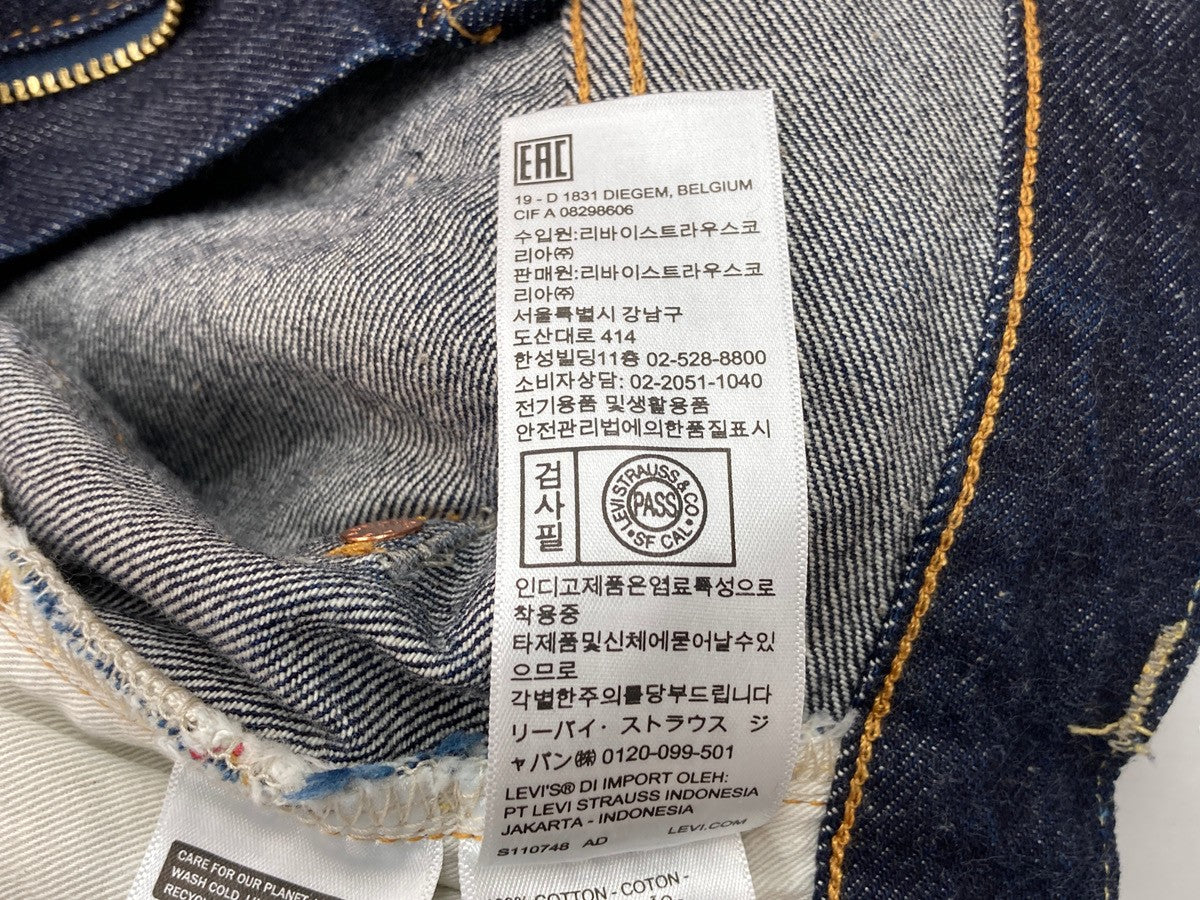 EAC
19 - D 1831 DIEGEM, BELGIUM
CIF A 08298606
수입원:리바이스트라우스코
리아㈜
판매원:리바이스트라우스코
리아㈜
서울특별시 강남구
도산대로 414
한성빌딩11층 02-528-8800
소비자상담: 02-2051-1040
전기용품 및생활용품
안전관리법에의한품질표시
검사필
LEVI STRAUSS & CO
PASS
• SF CAL •
인디고제품은염료특성으로
착용중
타제품및신체에묻어날수있
으므로
각별한주의를당부드립니다
リーバイ・ストラウス ジ
ャパン㈱ 0120-099-501
LEVI'S® DI IMPORT OLEH:
PT LEVI STRAUSS INDONESIA
JAKARTA - INDONESIA
LEVI.COM
S110748 AD
CARE FOR OUR PLANET
WASH COLD,
COTTON - COTON -